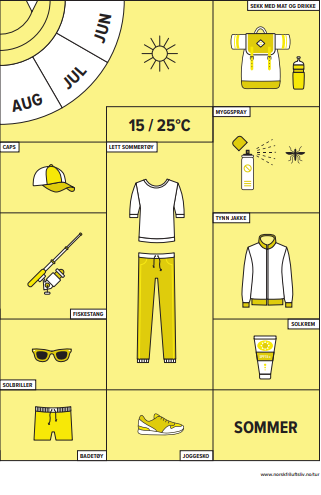 SEKK MED MAT OG DRIKKE
JUN
JUL
AUG
15 / 25°C
MYGGSPRAY
CAPS
LETT SOMMERTØY
TYNN JAKKE
FISKESTANG
SOLKREM
SOLBRILLER
SOMMER
BADETØY
JOGGESKO
www.norskfriluftsliv.no/tur